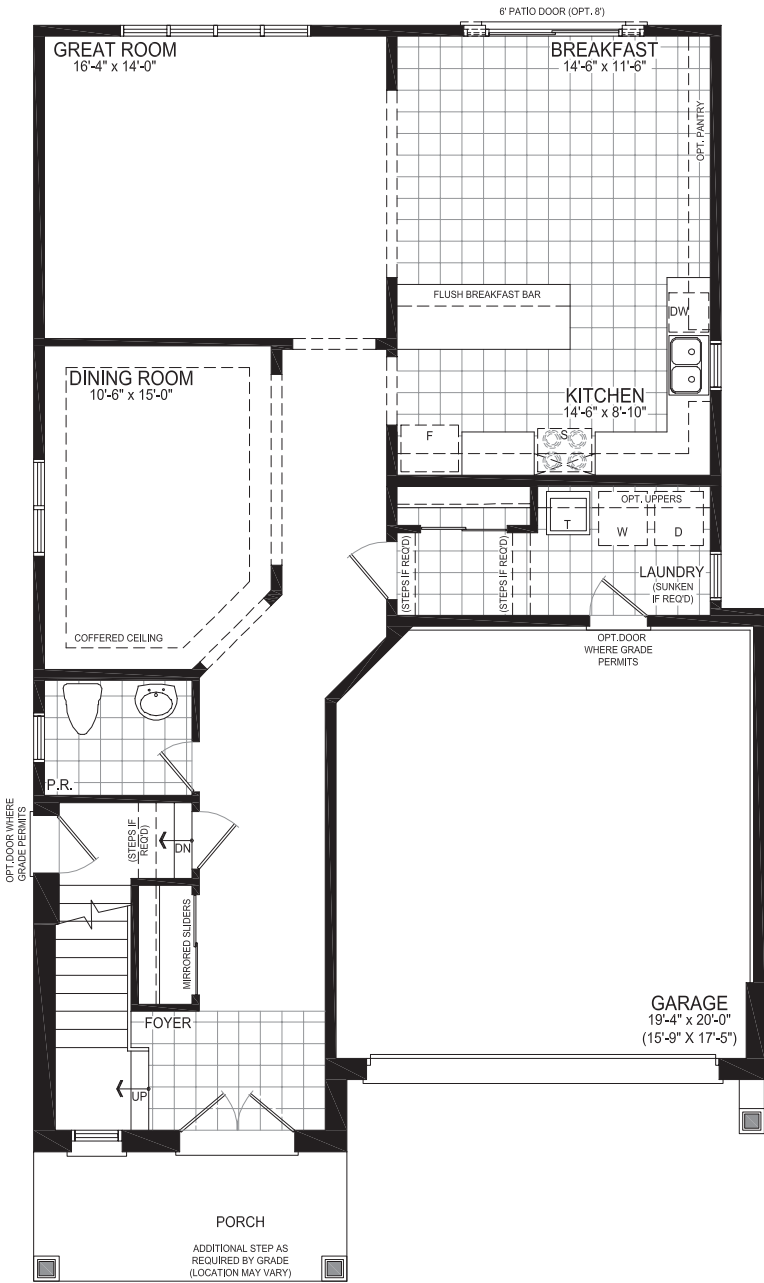 6' PATIO DOOR (OPT. 8')
GREAT ROOM
16'-4" x 14'-0"
BREAKFAST
14'-6" x 11'-6"
OPT. PANTRY
FLUSH BREAKFAST BAR
DW
DINING ROOM
10'-6" x 15'-0"
KITCHEN
14'-6" x 8'-10"
F
S
OPT. UPPERS
T
W
D
(STEPS IF REQ'D)
(STEPS IF REQ'D)
LAUNDRY
(SUNKEN
IF REQ'D)
COFFERED CEILING
OPT.DOOR
WHERE GRADE
PERMITS
P.R.
OPT.DOOR WHERE
GRADE PERMITS
(STEPS IF
REQ'D)
DN
MIRRORED SLIDERS
FOYER
GARAGE
19'-4" x 20'-0"
(15'-9" X 17'-5")
UP
PORCH
ADDITIONAL STEP AS
REQUIRED BY GRADE
(LOCATION MAY VARY)